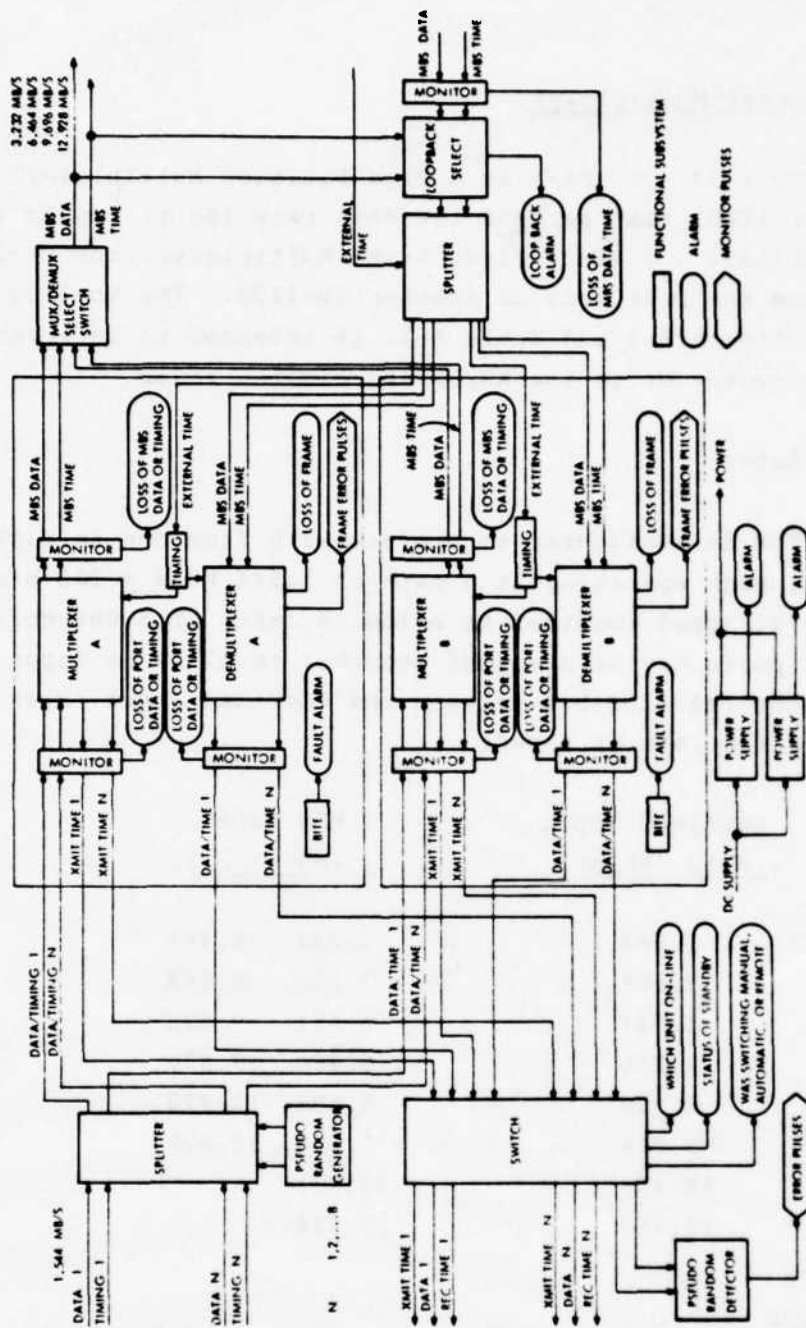 3.232 MB/S
6.464 MB/S
9.696 MB/S
12.928 MB/S
MBS DATA
MBS TIME
MUX/DEMUX
SELECT
SWITCH
EXTERNAL
TIME
MBS DATA
MBS TIME
MONITOR
LOOPBACK
SELECT
SPLITTER
LOOP BACK
ALARM
LOSS OF
MBS DATA TIME
FUNCTIONAL SUBSYSTEM
ALARM
MONITOR PULSES
MBS DATA
MBS TIME
MONITOR
LOSS OF MBS
DATA OR TIMING
EXTERNAL TIME
TIMING
MULTIPLEXER
A
MBS DATA
MBS TIME
DEMULTIPLEXER
A
LOSS OF FRAME
FRAME ERROR PULSES
MONITOR
LOSS OF PORT
DATA OR TIMING
LOSS OF PORT
DATA OR TIMING
MONITOR
BITE
FAULT ALARM
XMIT TIME 1
XMIT TIME N
DATA/TIME 1
DATA/TIME N
MBS TIME
MBS DATA
MONITOR
LOSS OF MBS
DATA OR TIMING
EXTERNAL TIME
TIMING
MULTIPLEXER
B
MBS DATA
MBS TIME
DEMULTIPLEXER
B
LOSS OF FRAME
FRAME ERROR PULSES
MONITOR
LOSS OF PORT
DATA OR TIMING
LOSS OF PORT
DATA OR TIMING
MONITOR
BITE
FAULT ALARM
XMIT TIME 1
XMIT TIME N
DATA/TIME 1
DATA/TIME N
POWER
ALARM
ALARM
POWER
SUPPLY
POWER
SUPPLY
DC SUPPLY
DATA/TIMING 1
DATA/TIMING N
DATA/TIME 1
DATA/TIME N
1.544 MB/S
DATA 1
TIMING 1
DATA N
TIMING N
SPLITTER
PSEUDO
RANDOM
GENERATOR
N 1,2,...8
SWITCH
XMIT TIME 1
DATA 1
REC TIME 1
XMIT TIME N
DATA N
REC TIME N
WHICH UNIT ON-LINE
STATUS OF STANDBY
WAS SWITCHING MANUAL,
AUTOMATIC, OR REMOTE
PSEUDO
RANDOM
DETECTOR
ERROR PULSES